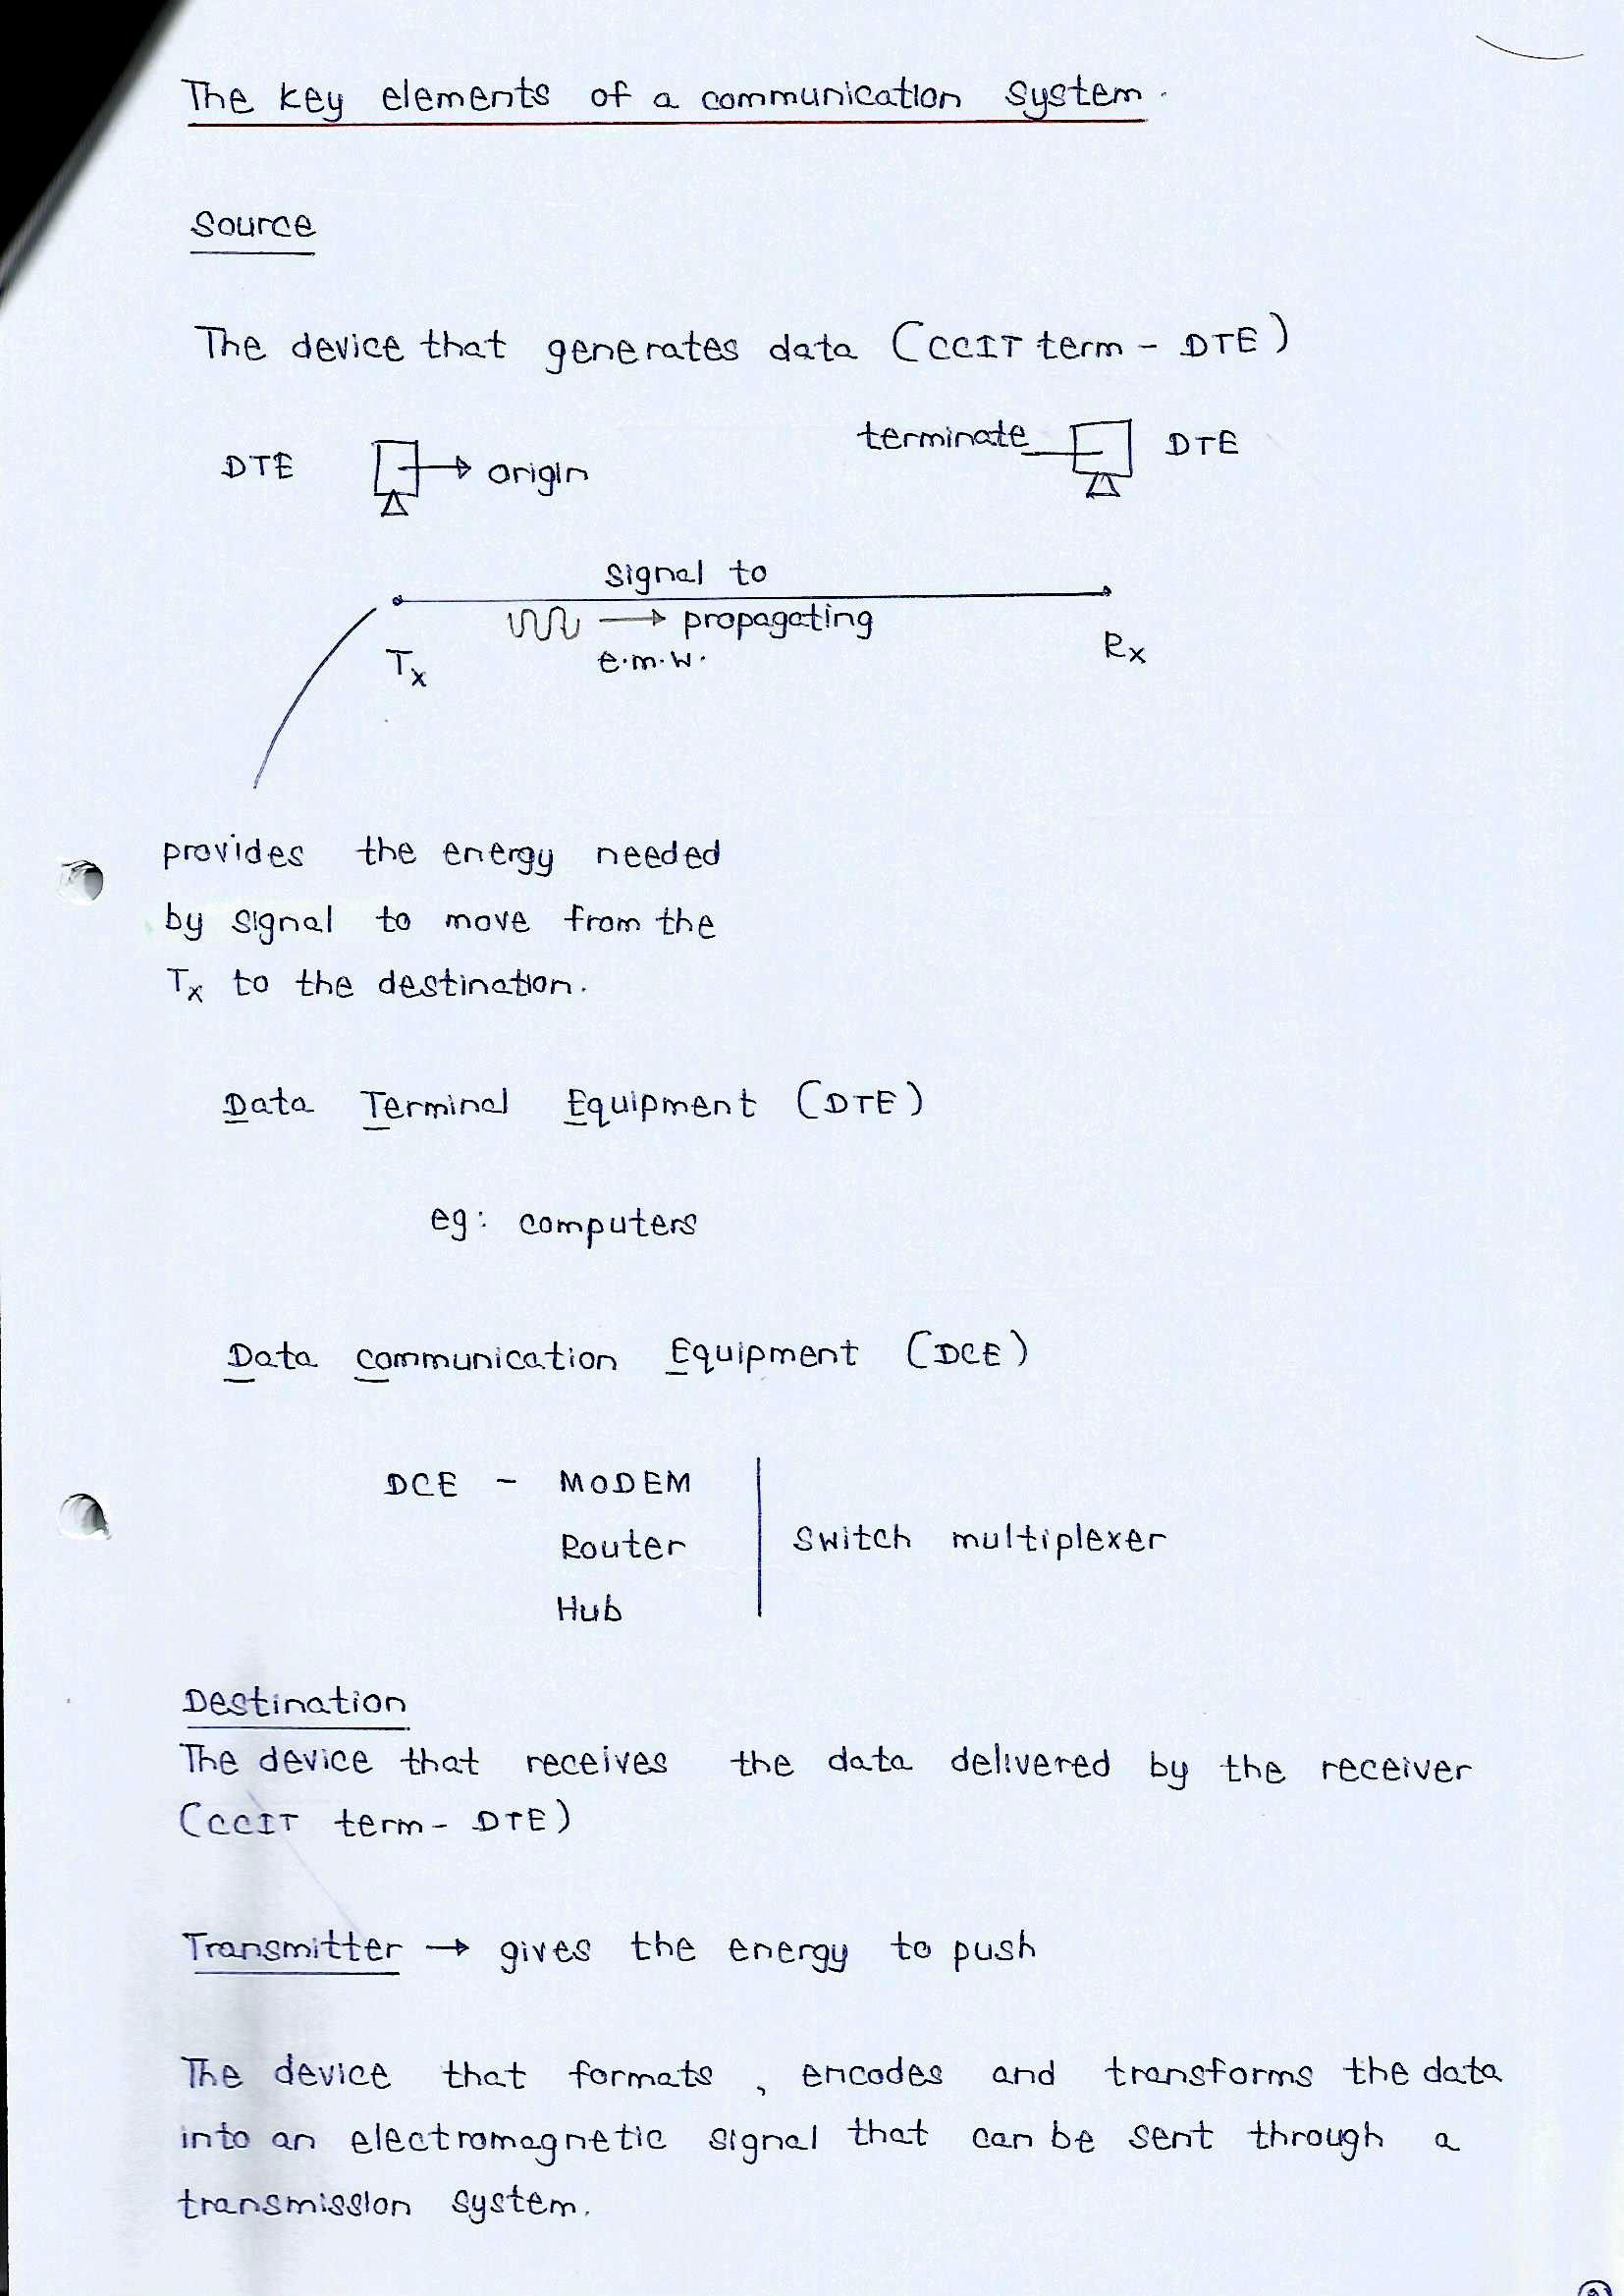 The key elements of a communication system.
Source
The device that generates data (CCIT term - DTE)
DTE → origin
terminate DTE
signal to
→ propagating
e.m.w.
Tx
Rx
provides the energy needed
by signal to move from the
Tx to the destination.
Data Terminal Equipment (DTE)
eg: computers
Data communication Equipment (DCE)
DCE - MODEM
Router
Hub
Switch multiplexer
Destination
The device that receives the data delivered by the receiver
(CCIT term - DTE)
Transmitter → gives the energy to push
The device that formats, encodes and transforms the data
into an electromagnetic signal that can be sent through a
transmission system.